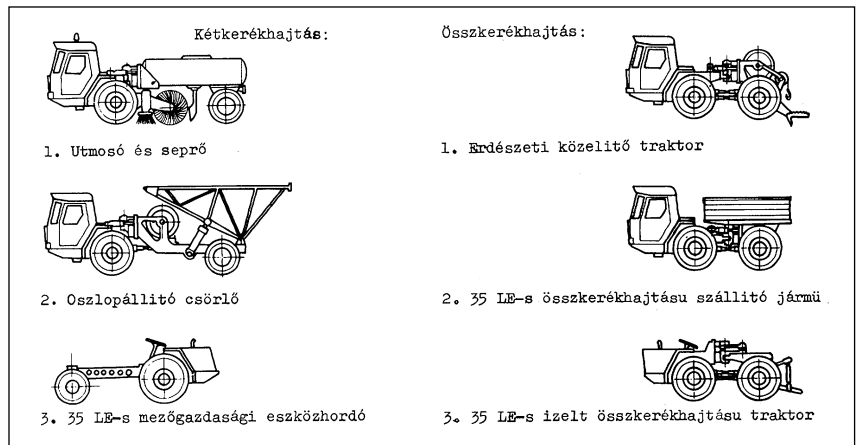 Kétkerékhajtás:
1. Utmosó és seprő
2. Oszlopállitó csörlő
3. 35 LE-s mezőgazdasági eszközhordó
Összkerékhajtás:
1. Erdészeti közelitő traktor
2. 35 LE-s összkerékhajtásu szállitó jármü
3. 35 LE-s izelt összkerékhajtásu traktor